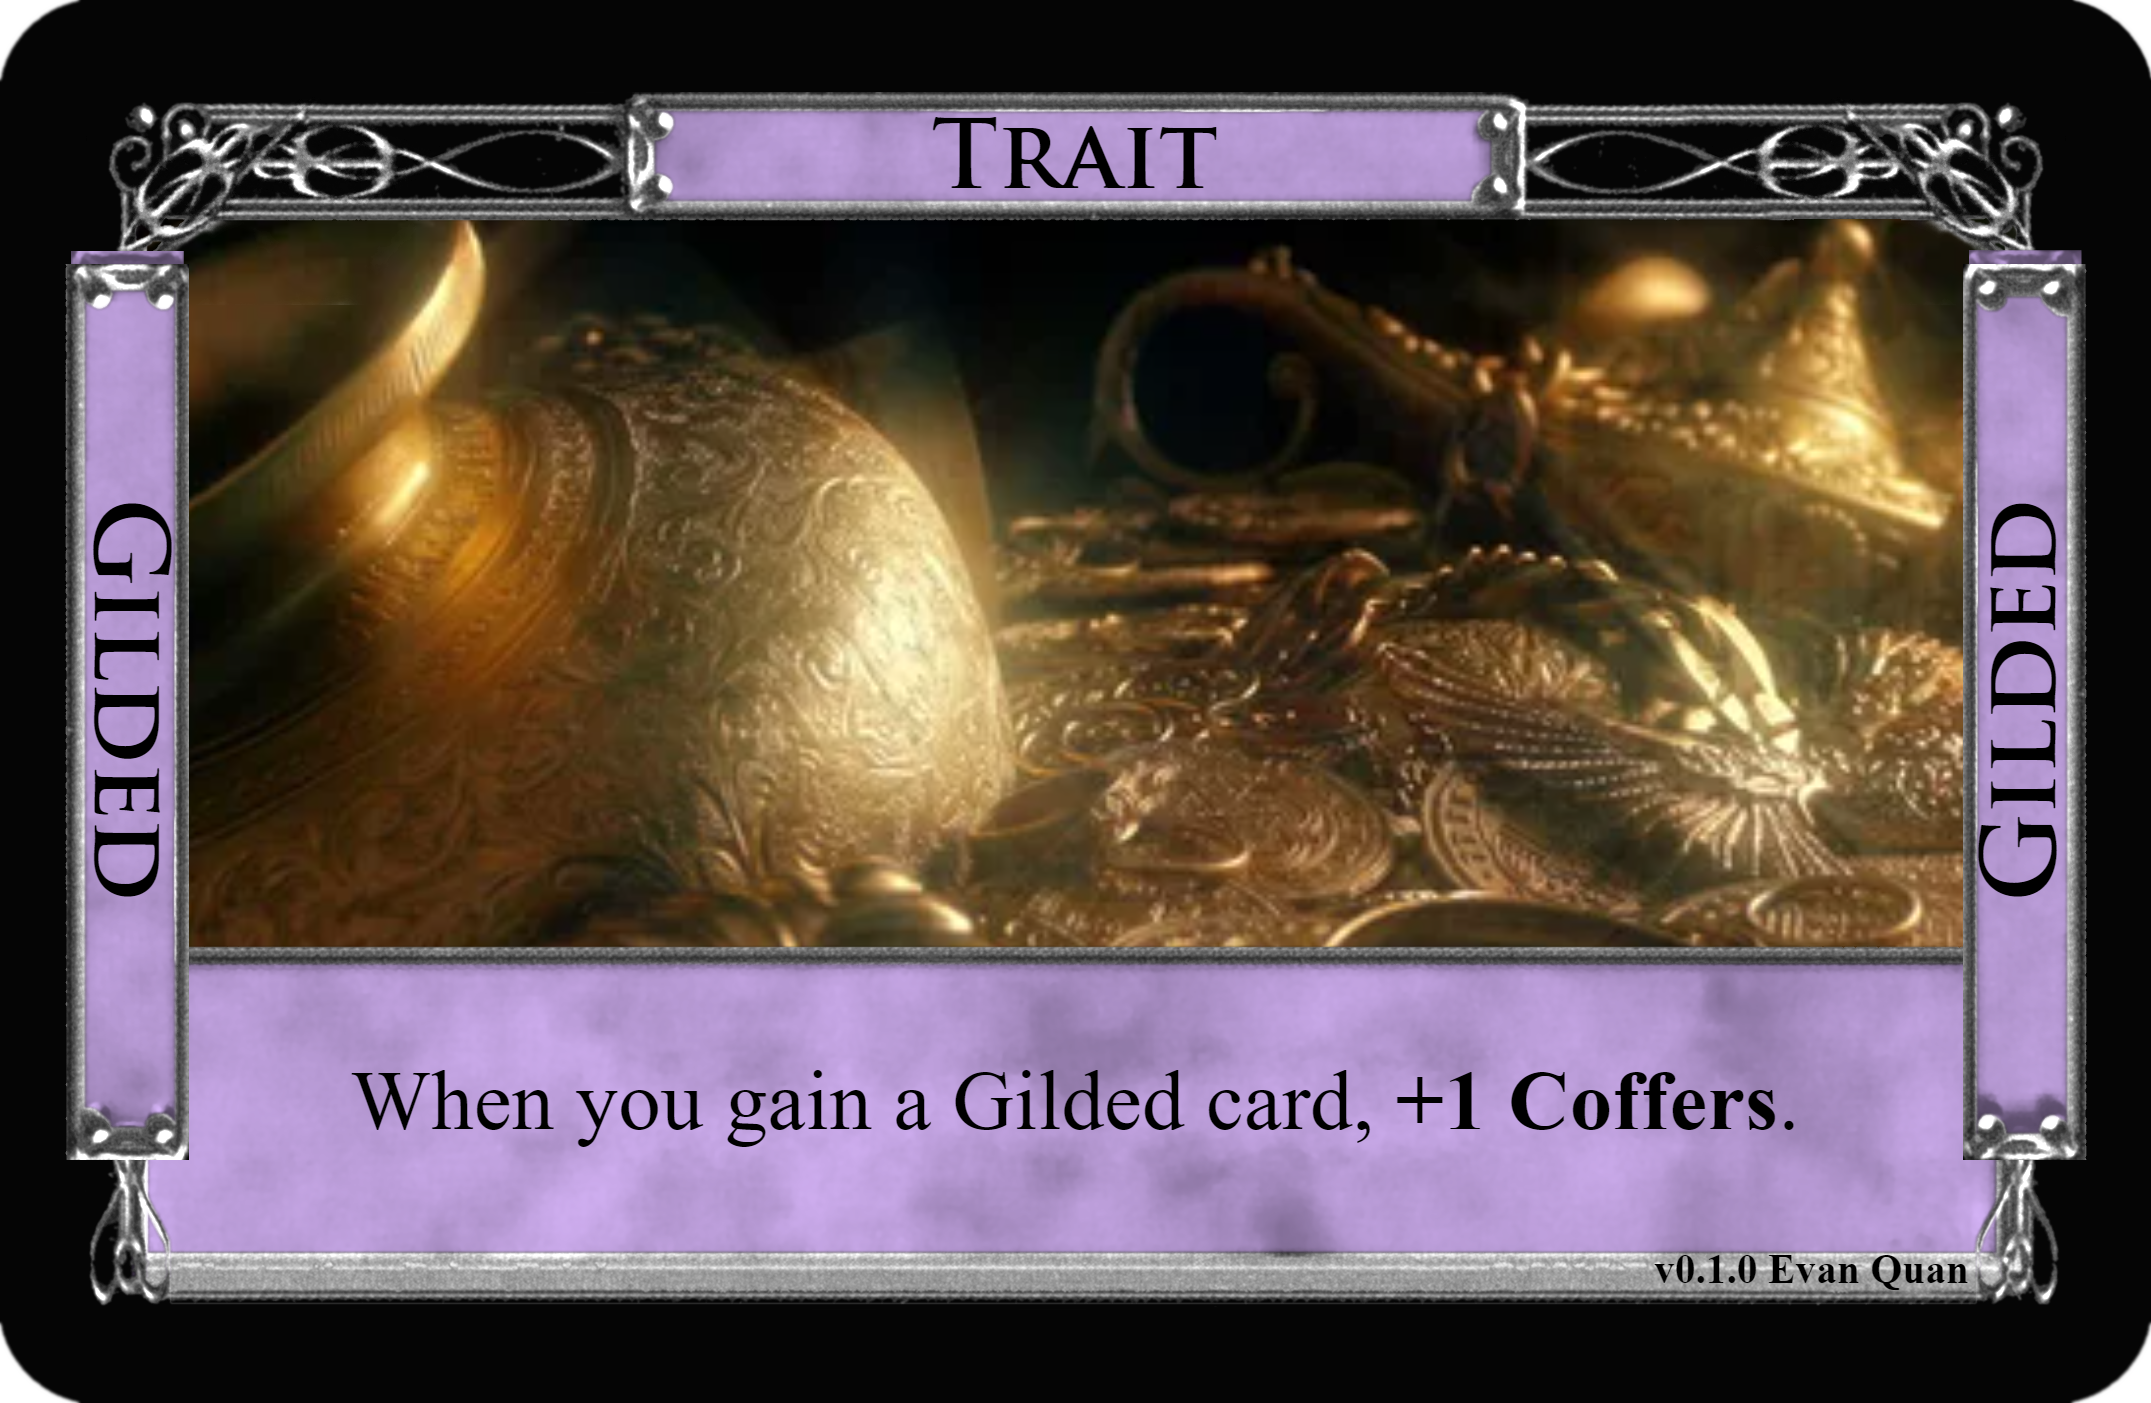 TRAIT
GILDED
GILDED
When you gain a Gilded card, +1 Coffers.
v0.1.0 Evan Quan